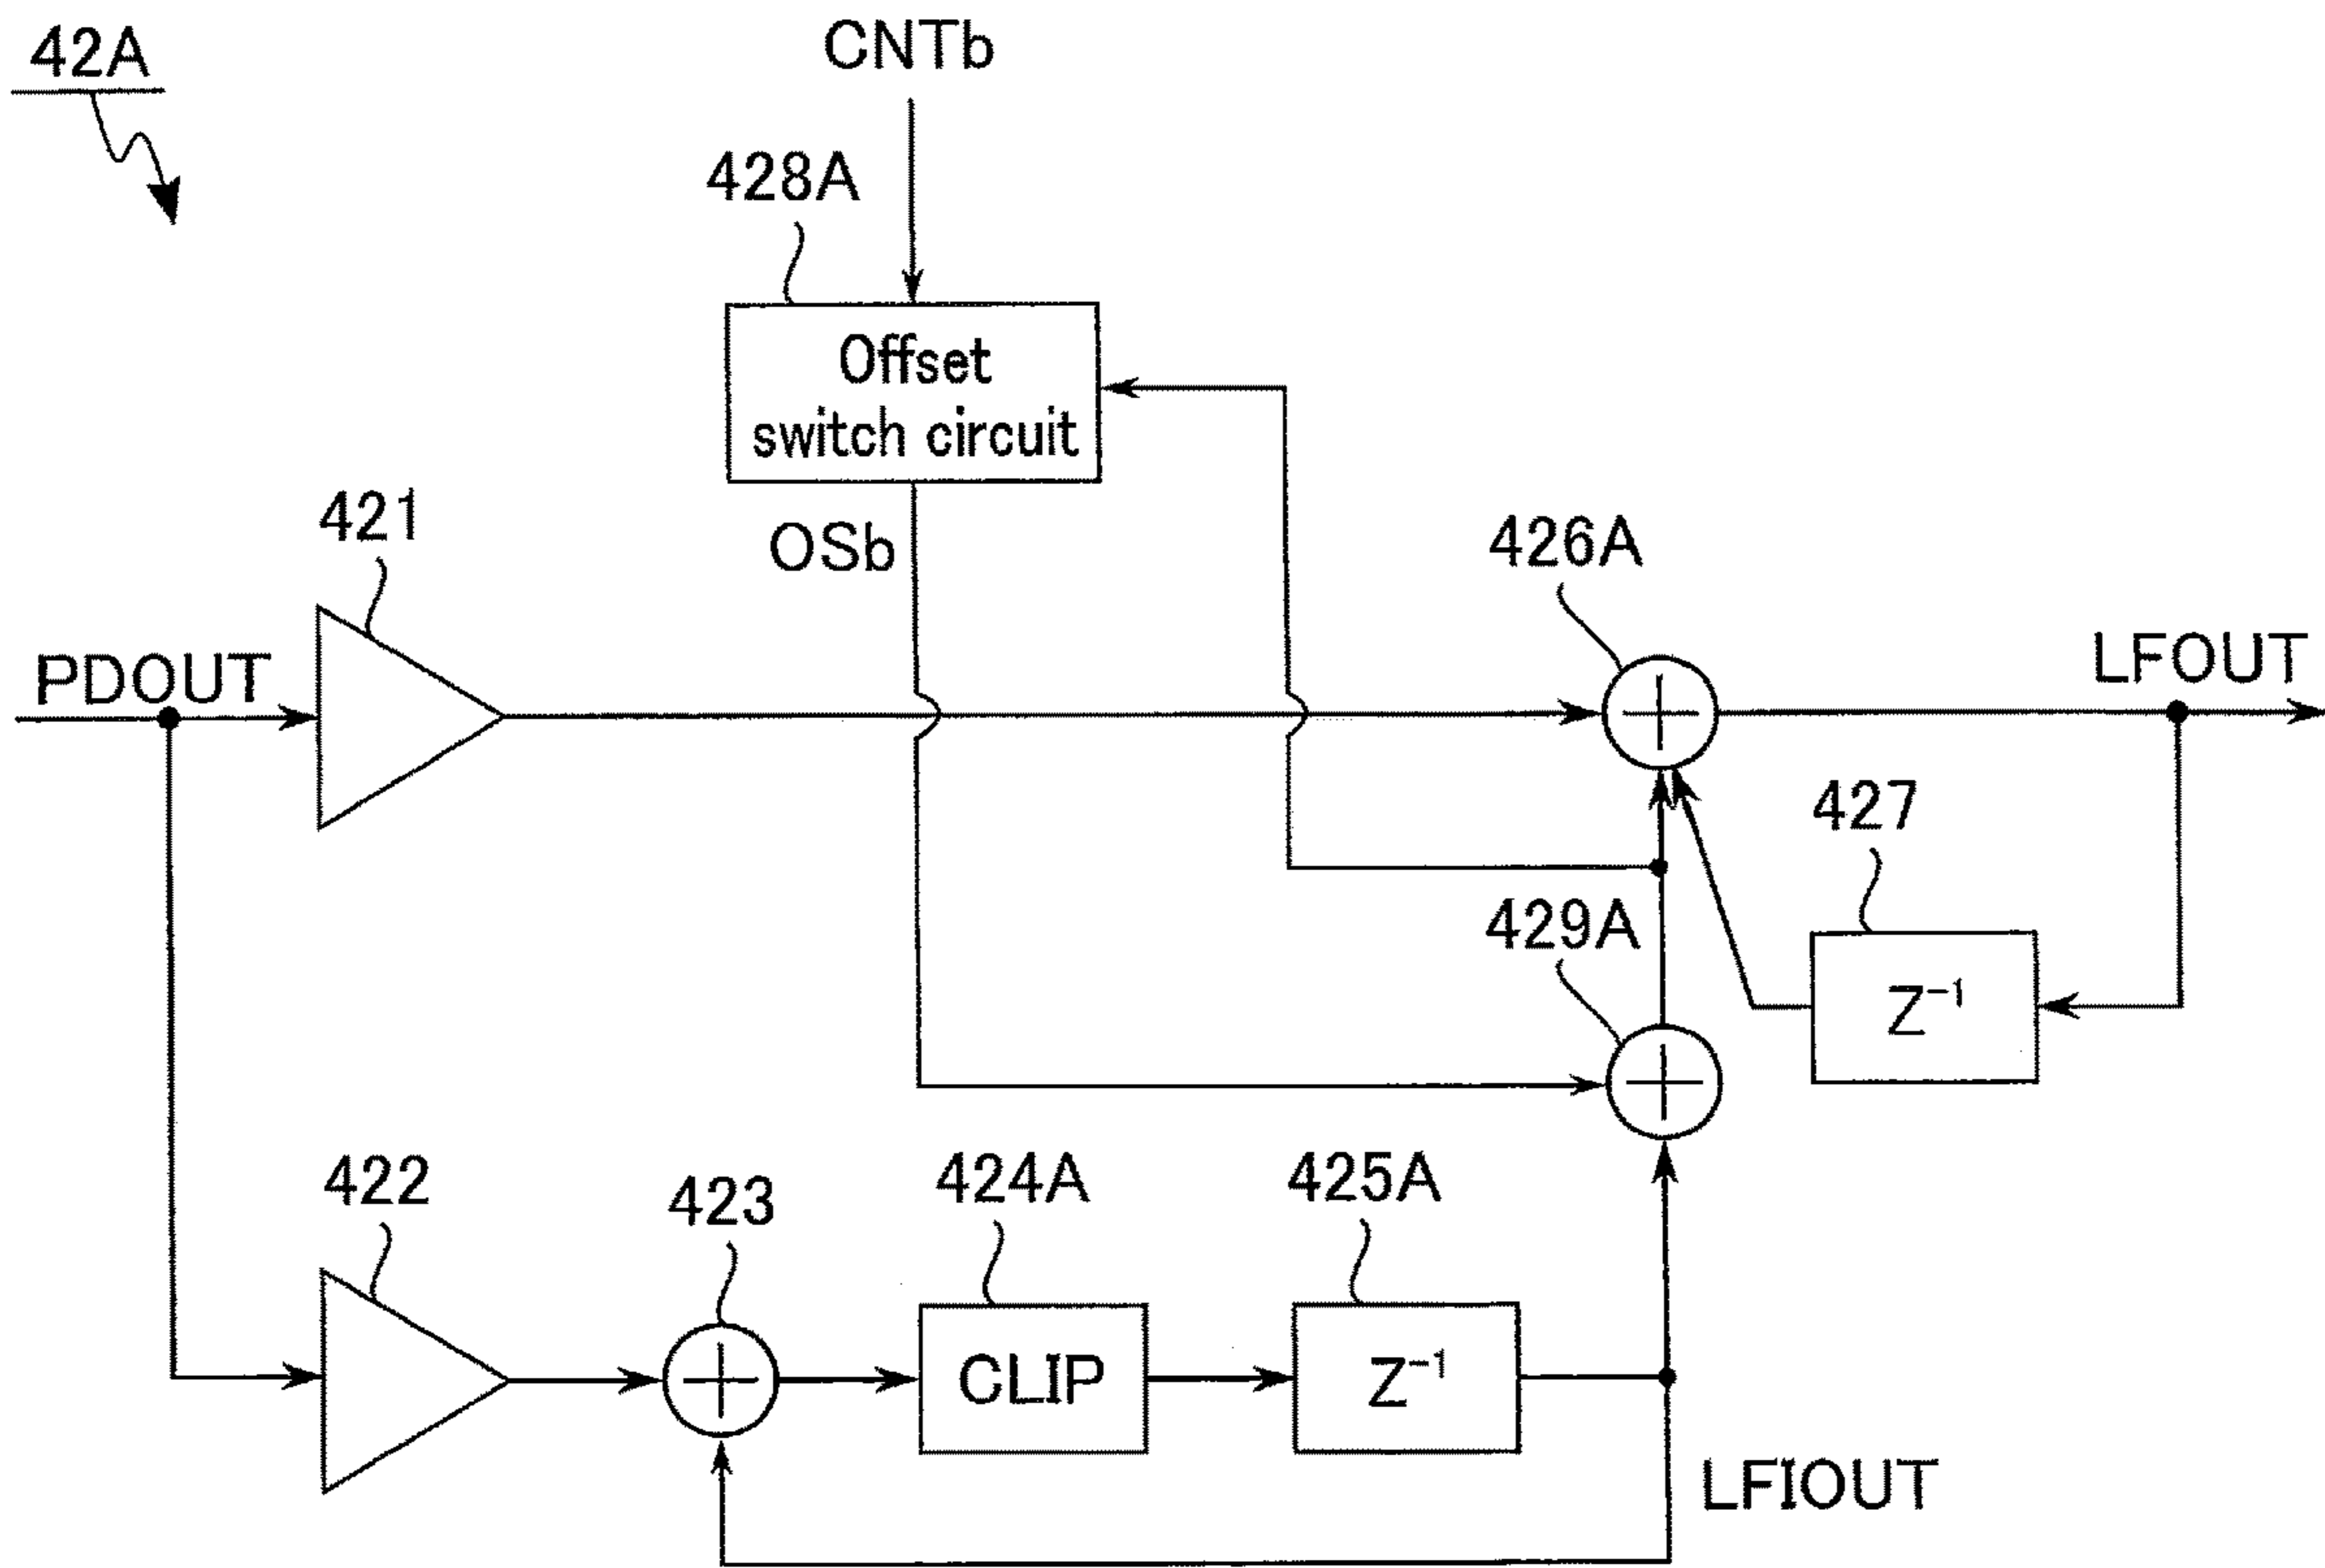 42A
CNTb
428A
Offset
switch circuit
421
OSb
426A
PDOUT
LFOUT
427
429A
Z⁻¹
422
423
424A
425A
CLIP
Z⁻¹
LFIOUT